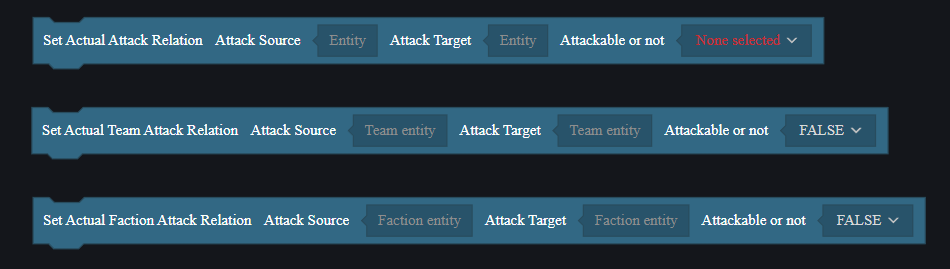 Set Actual Attack Relation Attack Source Entity Attack Target Entity Attackable or not None selected
Set Actual Team Attack Relation Attack Source Team entity Attack Target Team entity Attackable or not FALSE
Set Actual Faction Attack Relation Attack Source Faction entity Attack Target Faction entity Attackable or not FALSE